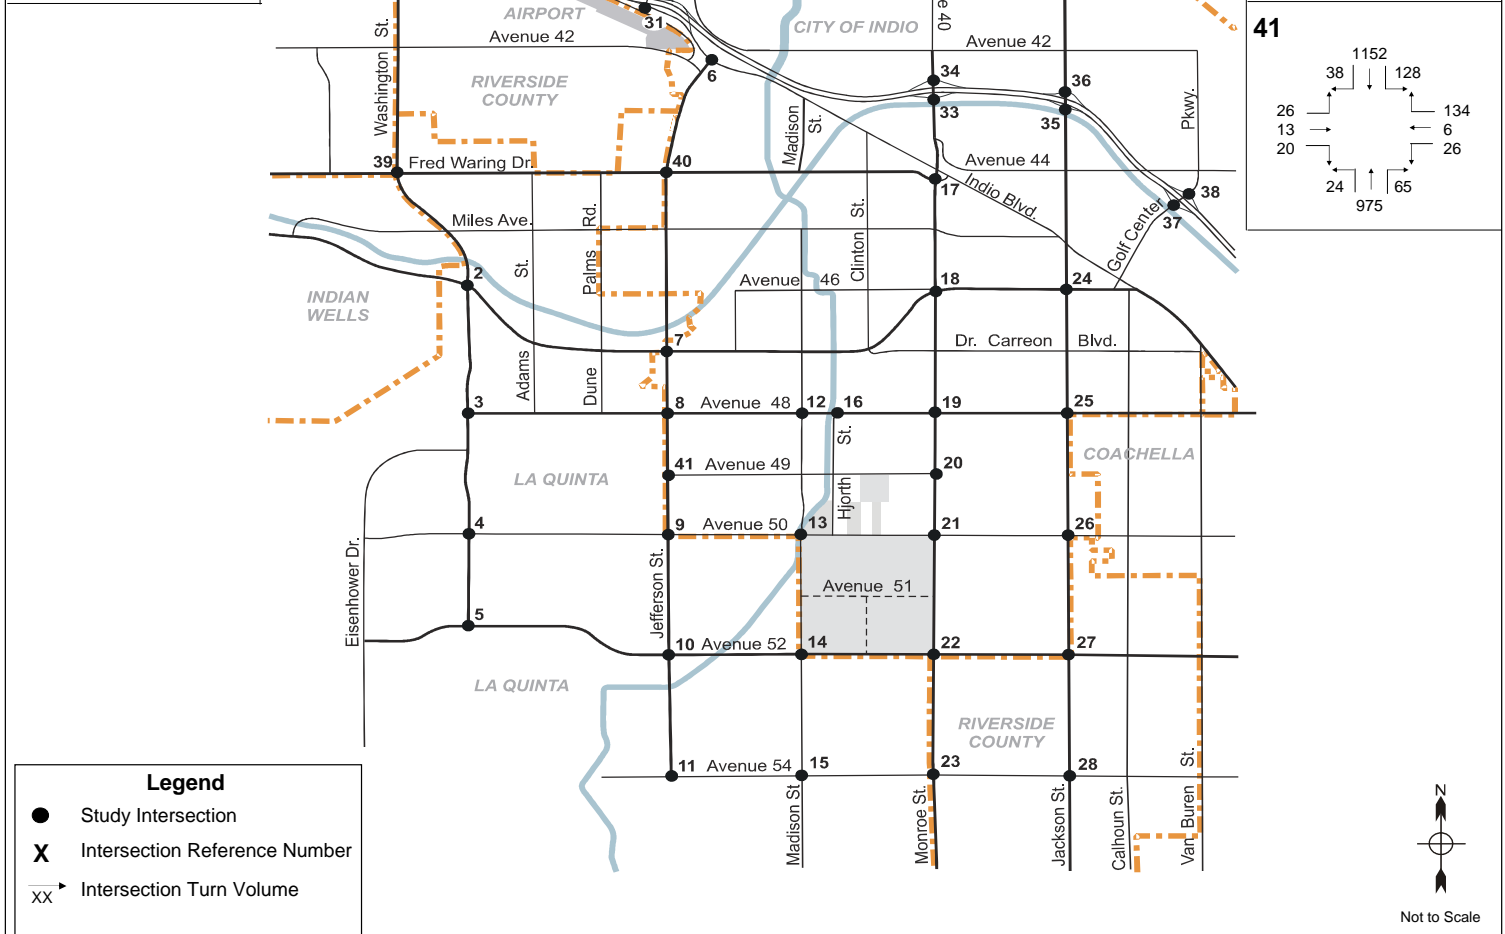 AIRPORT
31
CITY OF INDIO
e 40
41
Avenue 42
Avenue 42
Washington St.
6
RIVERSIDE
COUNTY
34
33
36
35
Pkwy.
Madison
St.
1152
38
128
26
134
13
6
20
26
24
65
975
39
Fred Waring Dr.
40
Avenue 44
17
Indio Blvd.
38
37
Golf Center
Miles Ave.
Clinton St.
St.
Adams
Rd.
Palms
Dune
2
Avenue 46
18
24
INDIAN
WELLS
7
Dr. Carreon Blvd.
3
8
Avenue 48
12
16
19
25
St.
Hjorth
COACHELLA
41
Avenue 49
20
LA QUINTA
4
9
Avenue 50
13
21
26
Eisenhower Dr.
Jefferson St.
Avenue 51
5
10
Avenue 52
14
22
27
LA QUINTA
RIVERSIDE
COUNTY
11
Avenue 54
15
23
28
Madison St
Monroe St.
Jackson St.
Calhoun St.
Van Buren St.
Legend
Study Intersection
X
Intersection Reference Number
XX
Intersection Turn Volume
N
Not to Scale